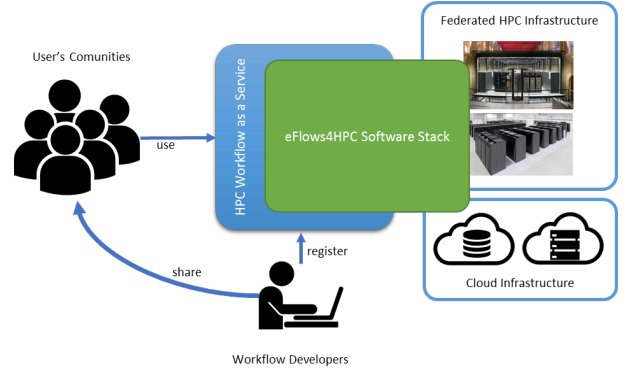 Federated HPC Infrastructure
User's Comunities
HPC Workflow as a Service
eFlows4HPC Software Stack
use
register
share
Cloud Infrastructure
Workflow Developers